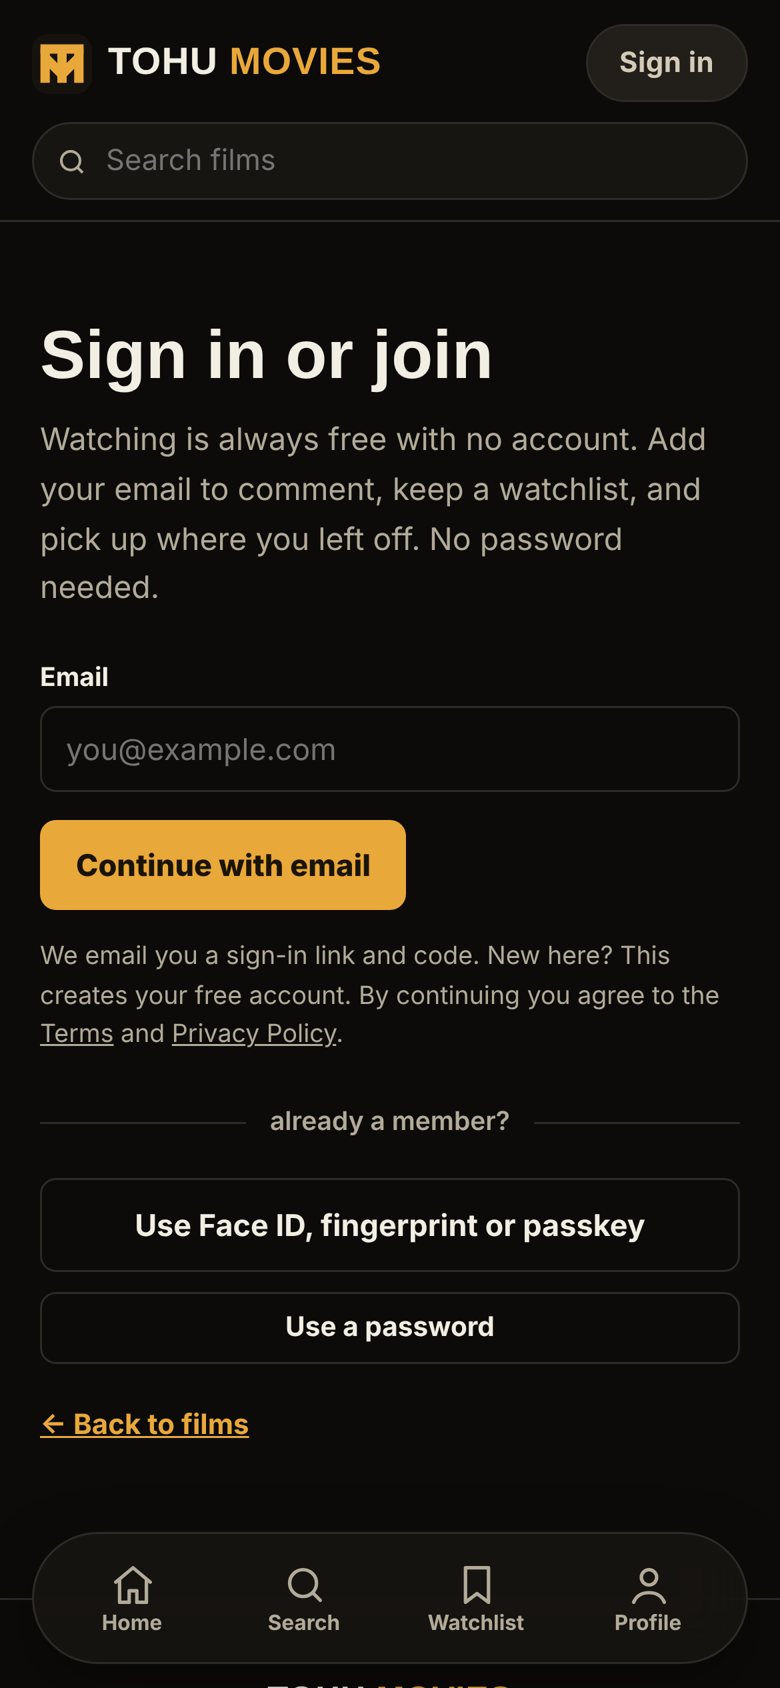 TOHU MOVIES
Sign in
Search films
Sign in or join
Watching is always free with no account. Add
your email to comment, keep a watchlist, and
pick up where you left off. No password
needed.
Email
you@example.com
Continue with email
We email you a sign-in link and code. New here? This
creates your free account. By continuing you agree to the
Terms and Privacy Policy.
already a member?
Use Face ID, fingerprint or passkey
Use a password
← Back to films
Home
Search
Watchlist
Profile